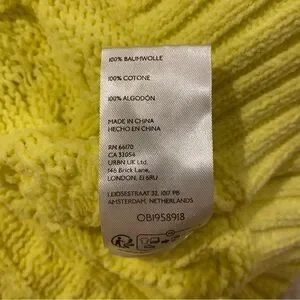 100% BAUMWOLLE
100% COTONE
100% ALGODÓN
MADE IN CHINA
HECHO EN CHINA
RN 66170
CA 33054
URBN UK Ltd.
146 Brick Lane,
LONDON, E1 6RU
LEIDSESTRAAT 32, 1017 PB
AMSTERDAM, NETHERLANDS
OB1958918